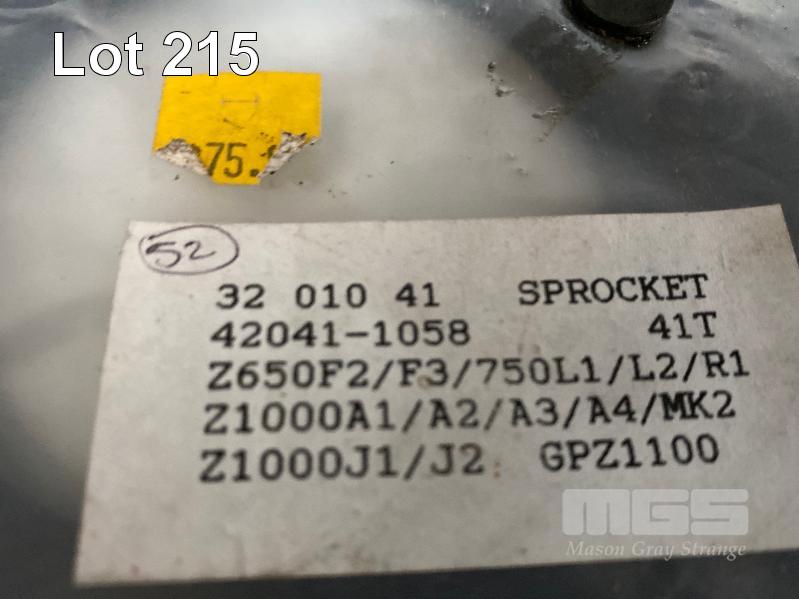 Lot 215
75.
52
32 010 41 SPROCKET
42041-1058 41T
Z650F2/F3/750L1/L2/R1
Z1000A1/A2/A3/A4/MK2
Z1000J1/J2 GPZ1100
MGS
Mason Gray Strange